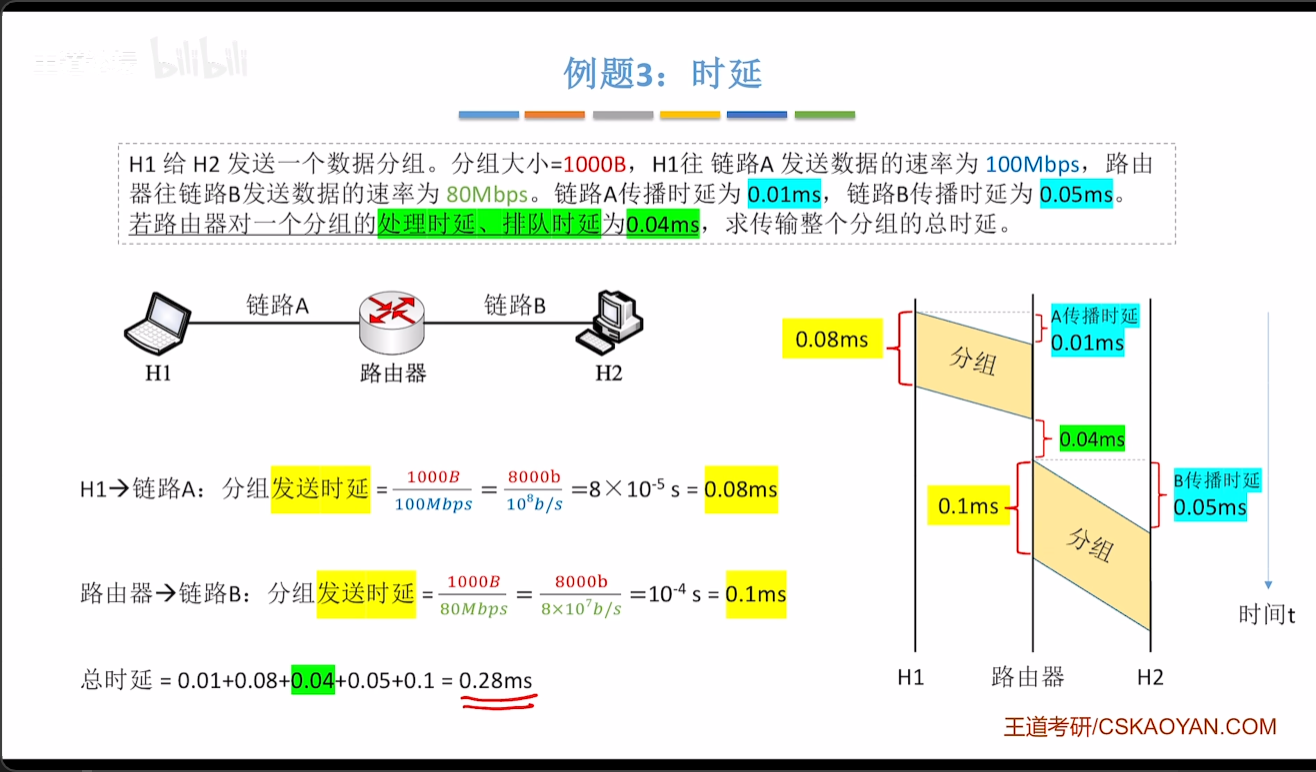 bilibili
例题3：时延
H1 给 H2 发送一个数据分组。分组大小=1000B，H1往 链路A 发送数据的速率为 100Mbps，路由
器往链路B发送数据的速率为 80Mbps。链路A传播时延为 0.01ms，链路B传播时延为 0.05ms。
若路由器对一个分组的处理时延、排队时延为0.04ms，求传输整个分组的总时延。
链路A
链路B
H1
路由器
H2
0.08ms
分组
A传播时延
0.01ms
0.04ms
0.1ms
分组
B传播时延
0.05ms
时间t
H1
路由器
H2
H1→链路A：分组发送时延 = 1000B/100Mbps = 8000b/10⁸b/s =8×10⁻⁵ s = 0.08ms
路由器→链路B：分组发送时延 = 1000B/80Mbps = 8000b/8×10⁷b/s =10⁻⁴ s = 0.1ms
总时延 = 0.01+0.08+0.04+0.05+0.1 = 0.28ms
王道考研/CSKAOYAN.COM